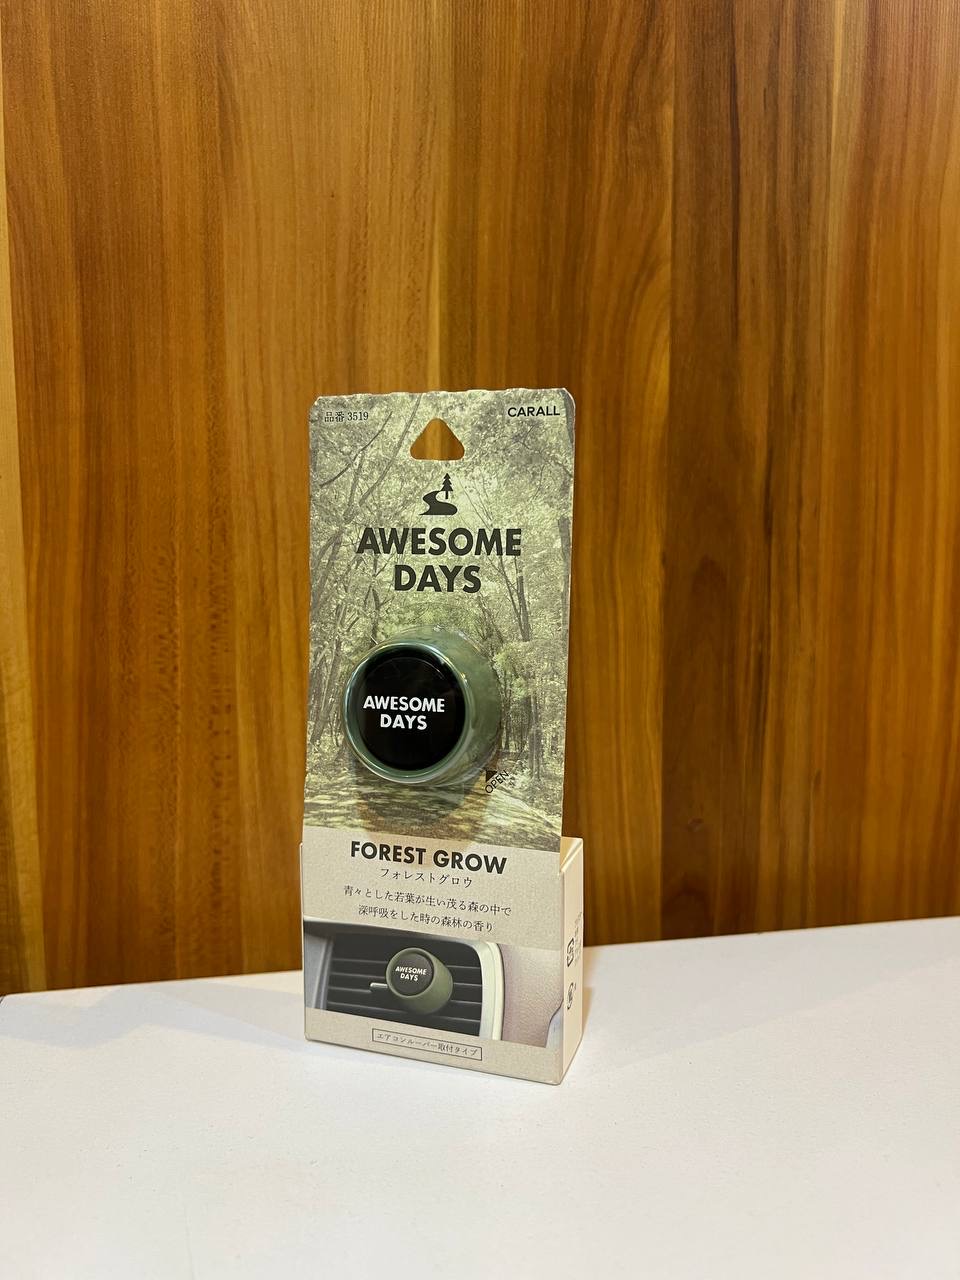 品番 3519
CARALL
AWESOME
DAYS
AWESOME
DAYS
OPEN
FOREST GROW
フォレストグロウ
青々とした若葉が生い茂る森の中で
深呼吸をした時の森林の香り
AWESOME
DAYS
エアコンルーバー取付タイプ